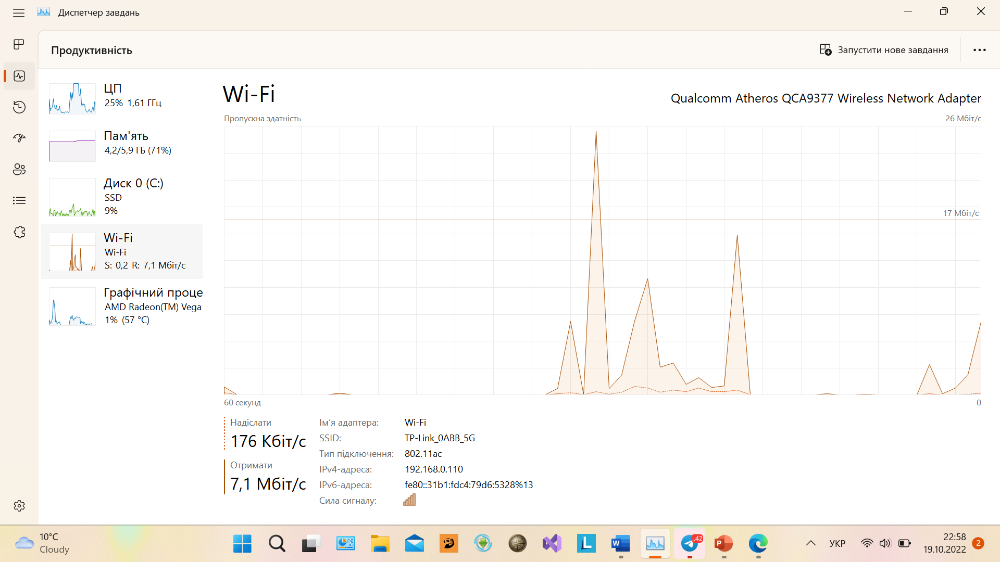 Диспетчер завдань
Продуктивність
Запустити нове завдання
ЦП
25% 1,61 ГГц
Пам'ять
4,2/5,9 ГБ (71%)
Диск 0 (C:)
SSD
9%
Wi-Fi
Wi-Fi
S: 0,2 R: 7,1 Мбіт/с
Графічний проце
AMD Radeon(TM) Vega
1% (57 °C)
Wi-Fi
Qualcomm Atheros QCA9377 Wireless Network Adapter
Пропускна здатність
26 Мбіт/с
17 Мбіт/с
60 секунд
0
Надіслати
176 Кбіт/с
Отримати
7,1 Мбіт/с
Ім’я адаптера: Wi-Fi
SSID: TP-Link_0ABB_5G
Тип підключення: 802.11ac
IPv4-адреса: 192.168.0.110
IPv6-адреса: fe80::31b1:fdc4:79d6:5328%13
Сила сигналу:
10°C
Cloudy
L
W
..42
P
УКР
22:58
19.10.2022
2